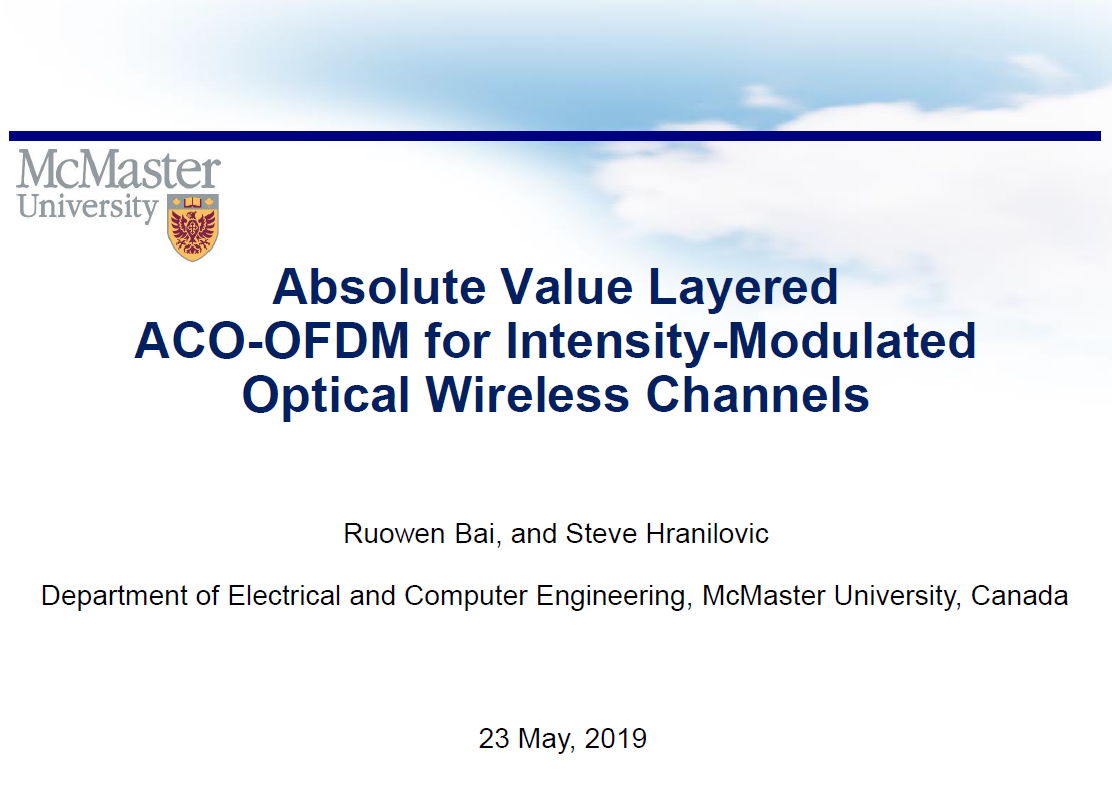 McMaster
University
Absolute Value Layered
ACO-OFDM for Intensity-Modulated
Optical Wireless Channels
Ruowen Bai, and Steve Hranilovic
Department of Electrical and Computer Engineering, McMaster University, Canada
23 May, 2019